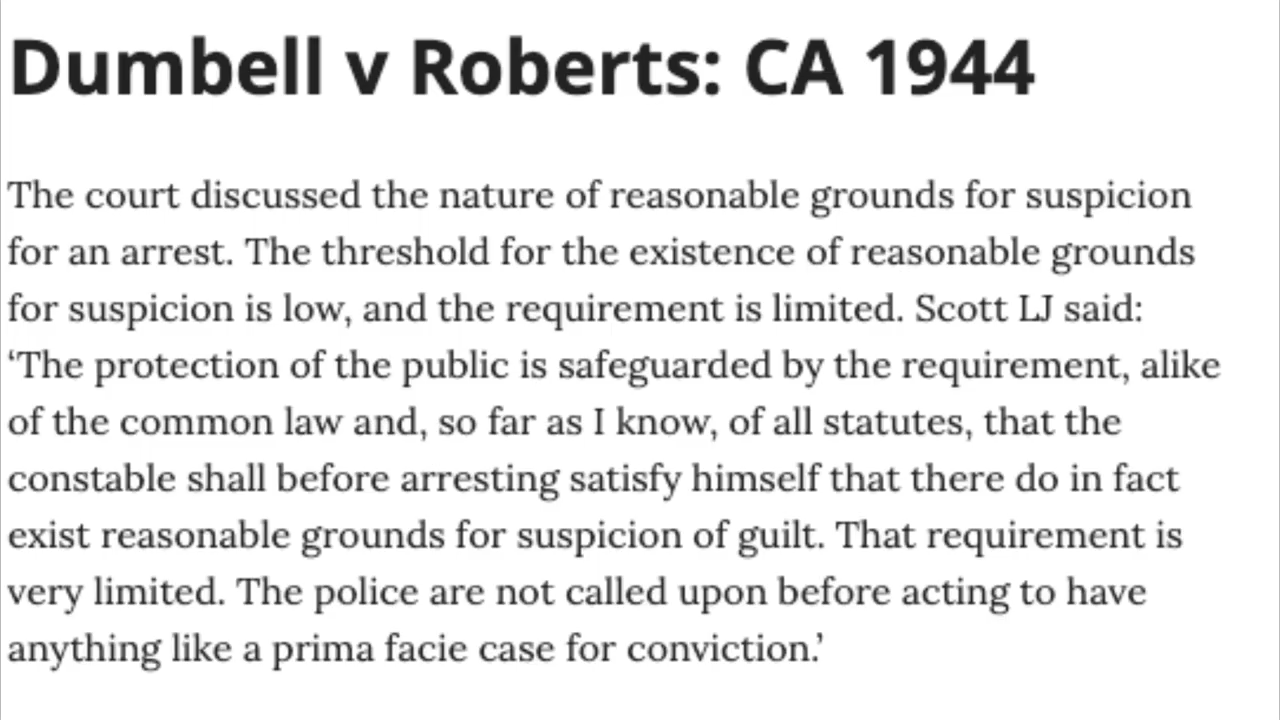 Dumbell v Roberts: CA 1944
The court discussed the nature of reasonable grounds for suspicion
for an arrest. The threshold for the existence of reasonable grounds
for suspicion is low, and the requirement is limited. Scott LJ said:
‘The protection of the public is safeguarded by the requirement, alike
of the common law and, so far as I know, of all statutes, that the
constable shall before arresting satisfy himself that there do in fact
exist reasonable grounds for suspicion of guilt. That requirement is
very limited. The police are not called upon before acting to have
anything like a prima facie case for conviction.’